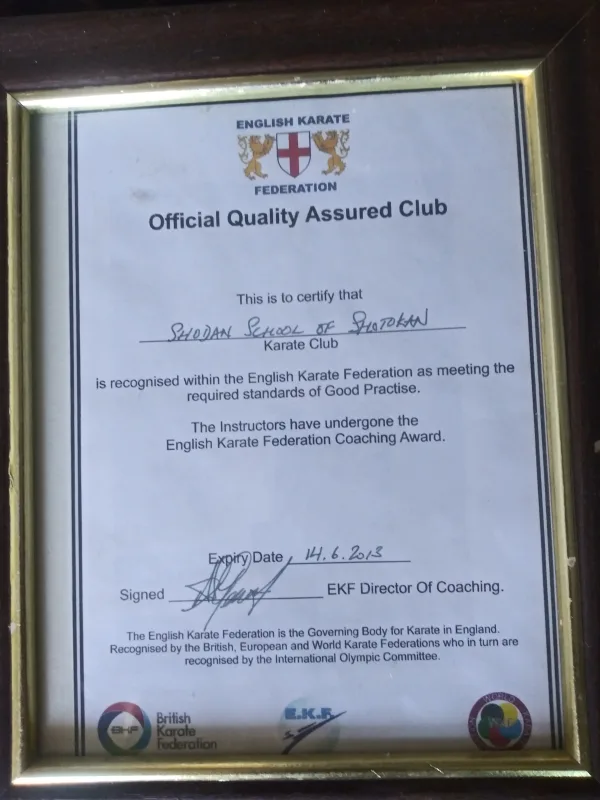 ENGLISH KARATE
FEDERATION
Official Quality Assured Club
This is to certify that
SHODAN SCHOOL OF SHOTOKAN
Karate Club
is recognised within the English Karate Federation as meeting the
required standards of Good Practise.
The Instructors have undergone the
English Karate Federation Coaching Award.
Expiry Date 14.6.2013
Signed EKF Director Of Coaching.
The English Karate Federation is the Governing Body for Karate in England.
Recognised by the British, European and World Karate Federations who in turn are
recognised by the International Olympic Committee.
BKF
British
Karate
Federation
E.K.F.
WORLD
WKF